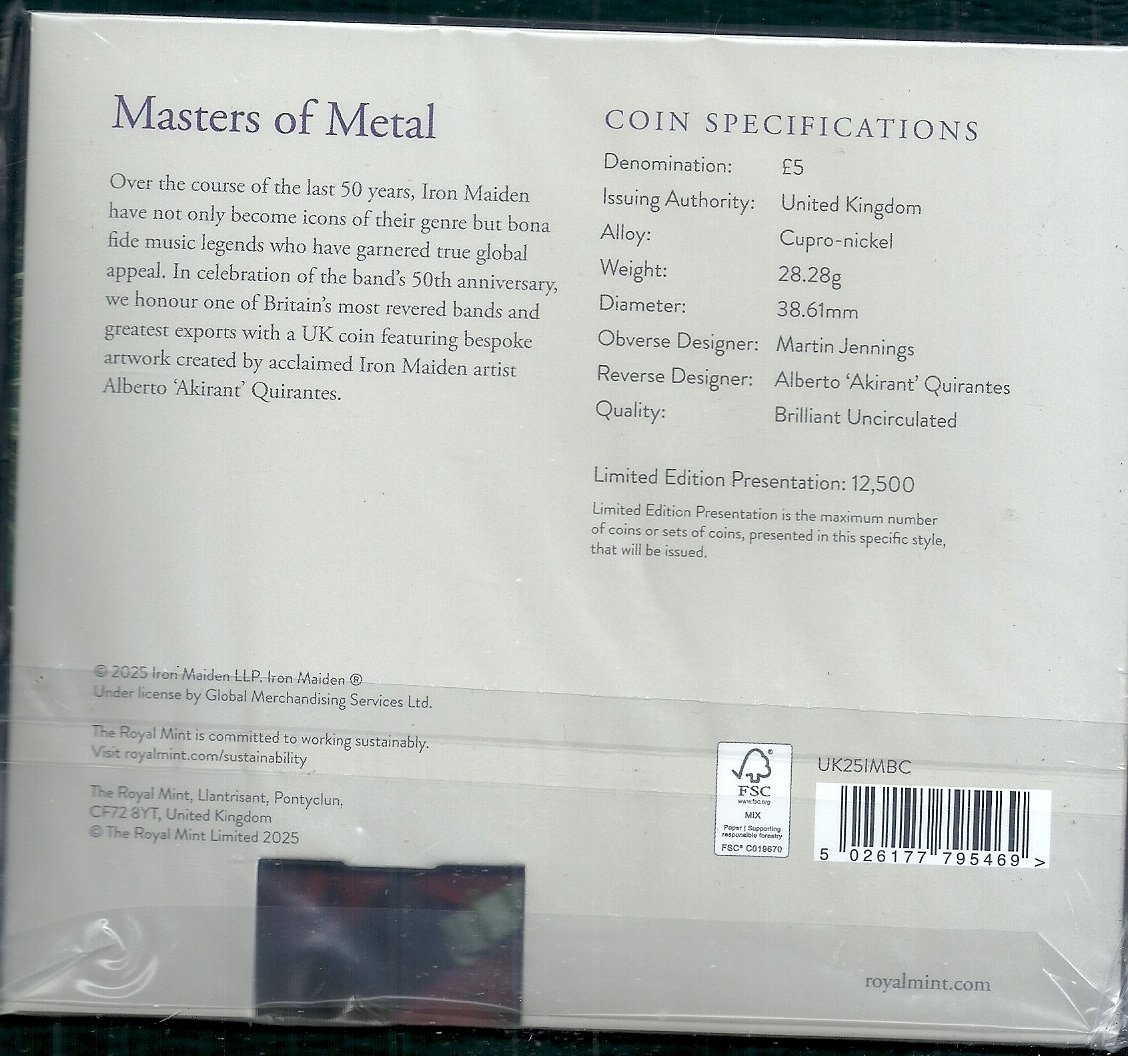 Masters of Metal
Over the course of the last 50 years, Iron Maiden
have not only become icons of their genre but bona
fide music legends who have garnered true global
appeal. In celebration of the band's 50th anniversary,
we honour one of Britain's most revered bands and
greatest exports with a UK coin featuring bespoke
artwork created by acclaimed Iron Maiden artist
Alberto 'Akirant' Quirantes.
COIN SPECIFICATIONS
Denomination: £5
Issuing Authority: United Kingdom
Alloy: Cupro-nickel
Weight: 28.28g
Diameter: 38.61mm
Obverse Designer: Martin Jennings
Reverse Designer: Alberto 'Akirant' Quirantes
Quality: Brilliant Uncirculated
Limited Edition Presentation: 12,500
Limited Edition Presentation is the maximum number
of coins or sets of coins, presented in this specific style,
that will be issued.
© 2025 Iron Maiden LLP. Iron Maiden ®
Under license by Global Merchandising Services Ltd.
The Royal Mint is committed to working sustainably.
Visit royalmint.com/sustainability
The Royal Mint, Llantrisant, Pontyclun,
CF72 8YT, United Kingdom
© The Royal Mint Limited 2025
FSC
www.fsc.org
MIX
Paper | Supporting
responsible forestry
FSC® C019670
UK25IMBC
5 026177 795469 >
royalmint.com